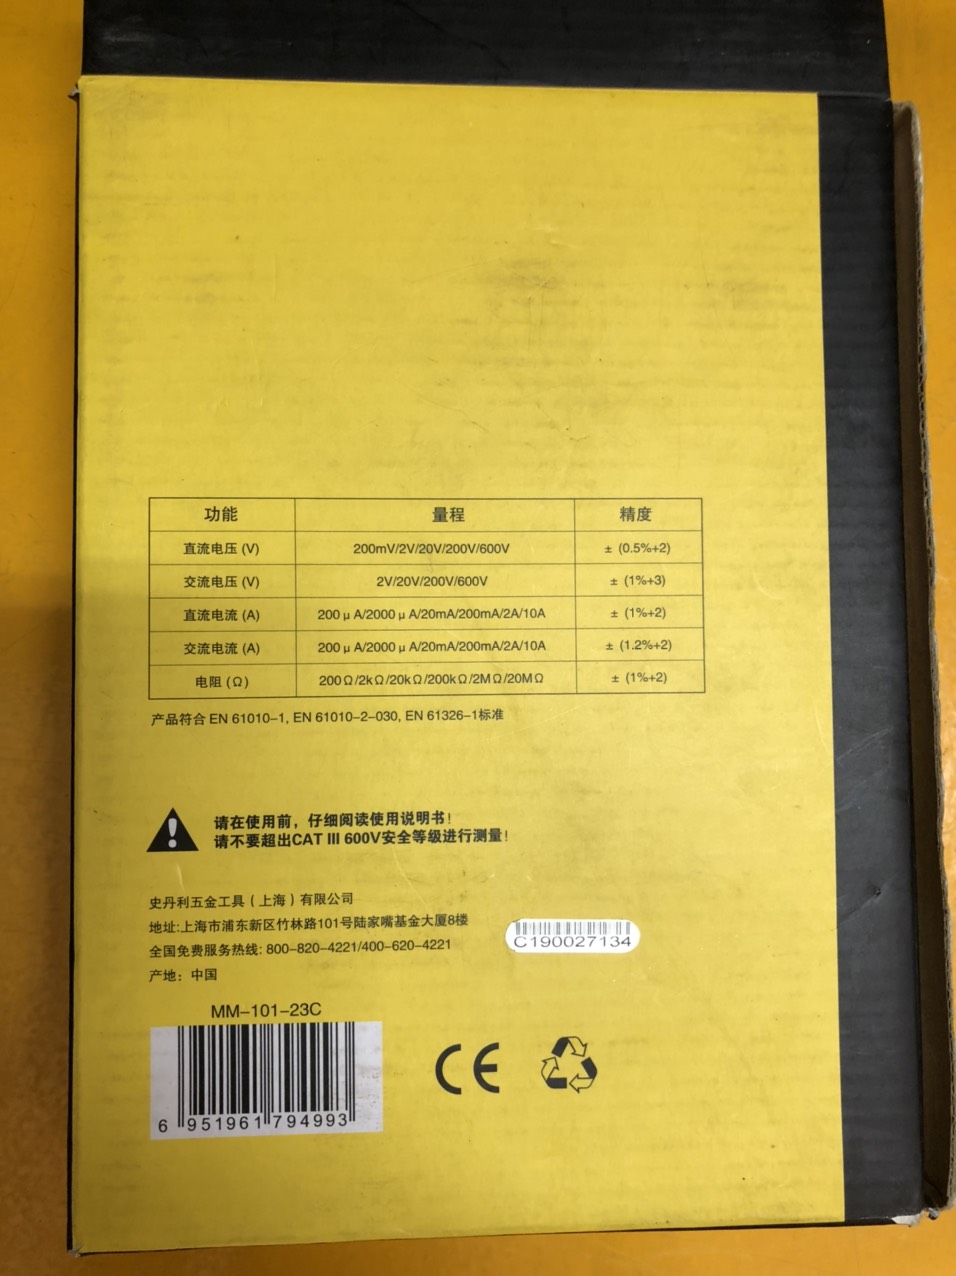 功能 量程 精度
直流电压 (V) 200mV/2V/20V/200V/600V ± (0.5%+2)
交流电压 (V) 2V/20V/200V/600V ± (1%+3)
直流电流 (A) 200μA/2000μA/20mA/200mA/2A/10A ± (1%+2)
交流电流 (A) 200μA/2000μA/20mA/200mA/2A/10A ± (1.2%+2)
电阻 (Ω) 200Ω/2kΩ/20kΩ/200kΩ/2MΩ/20MΩ ± (1%+2)
产品符合 EN 61010-1, EN 61010-2-030, EN 61326-1标准
请在使用前，仔细阅读使用说明书！
请不要超出CAT III 600V安全等级进行测量！
史丹利五金工具（上海）有限公司
地址:上海市浦东新区竹林路101号陆家嘴基金大厦8楼
全国免费服务热线: 800-820-4221/400-620-4221
产地：中国
C190027134
MM-101-23C
6 951961 794993
CE